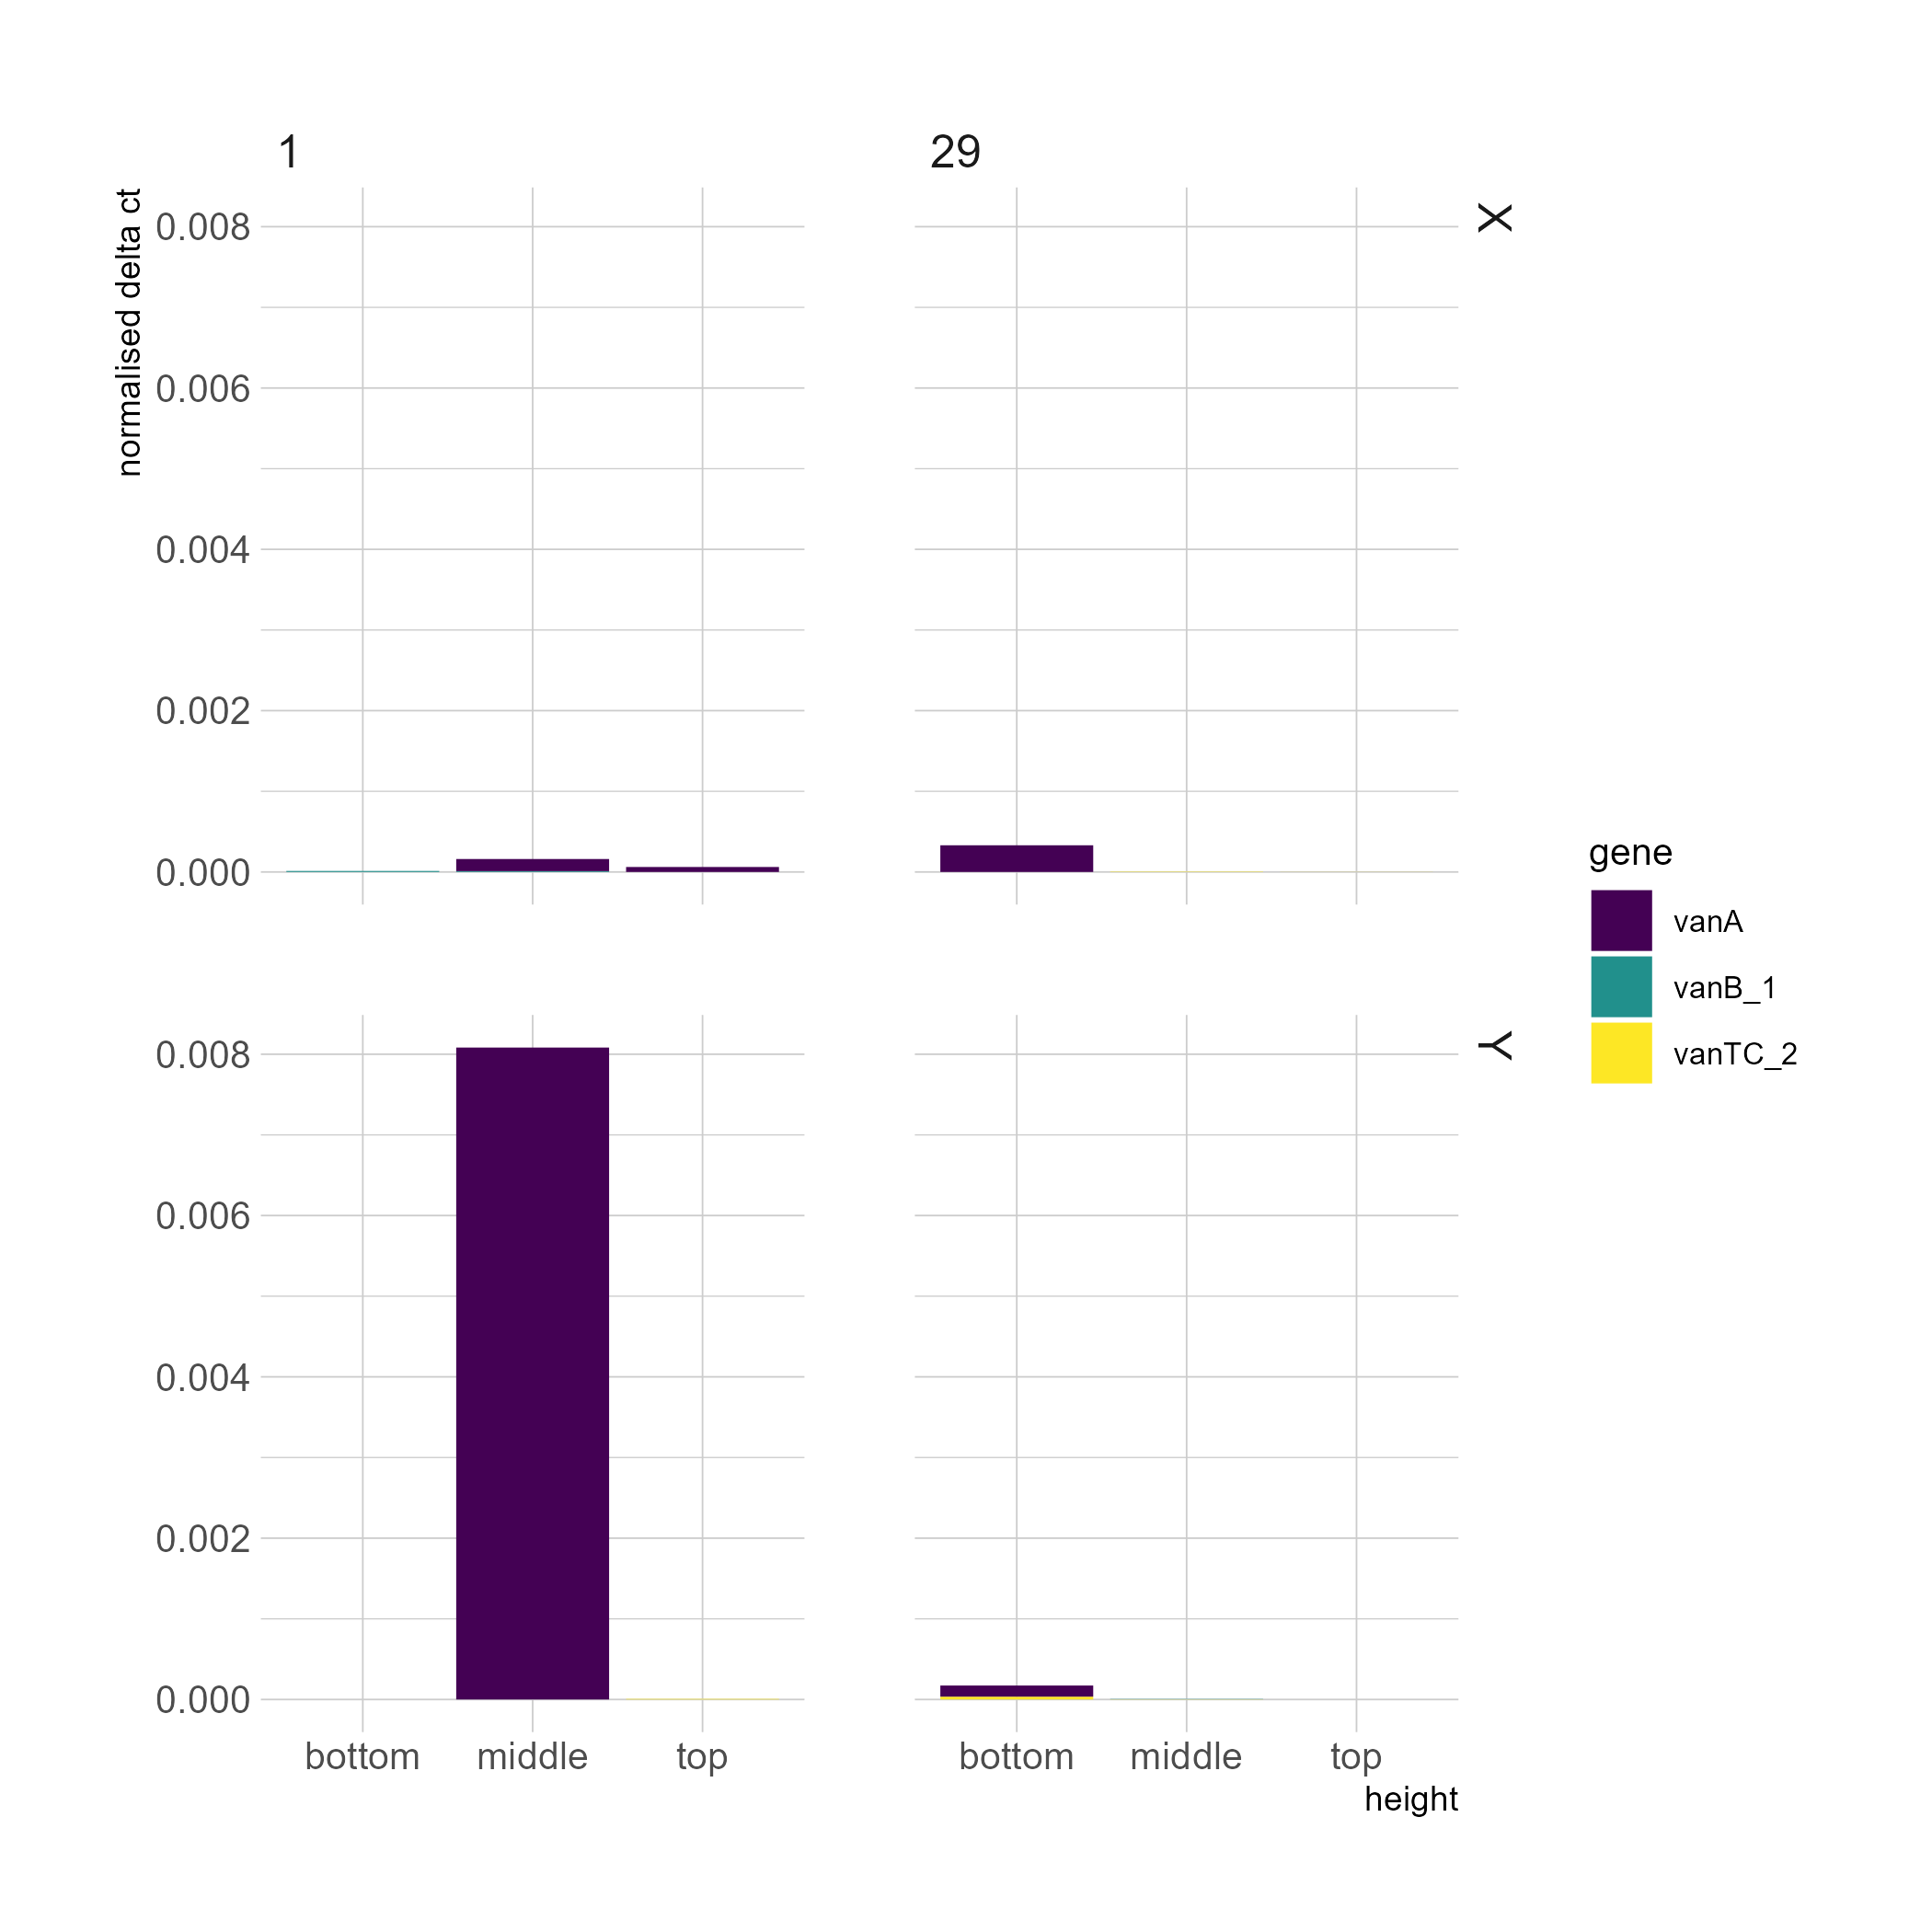 1 29
normalised delta ct
X
0.008
0.006
0.004
0.002
0.000
Y
0.008
0.006
0.004
0.002
0.000
bottom middle top bottom middle top
height
gene
vanA
vanB_1
vanTC_2